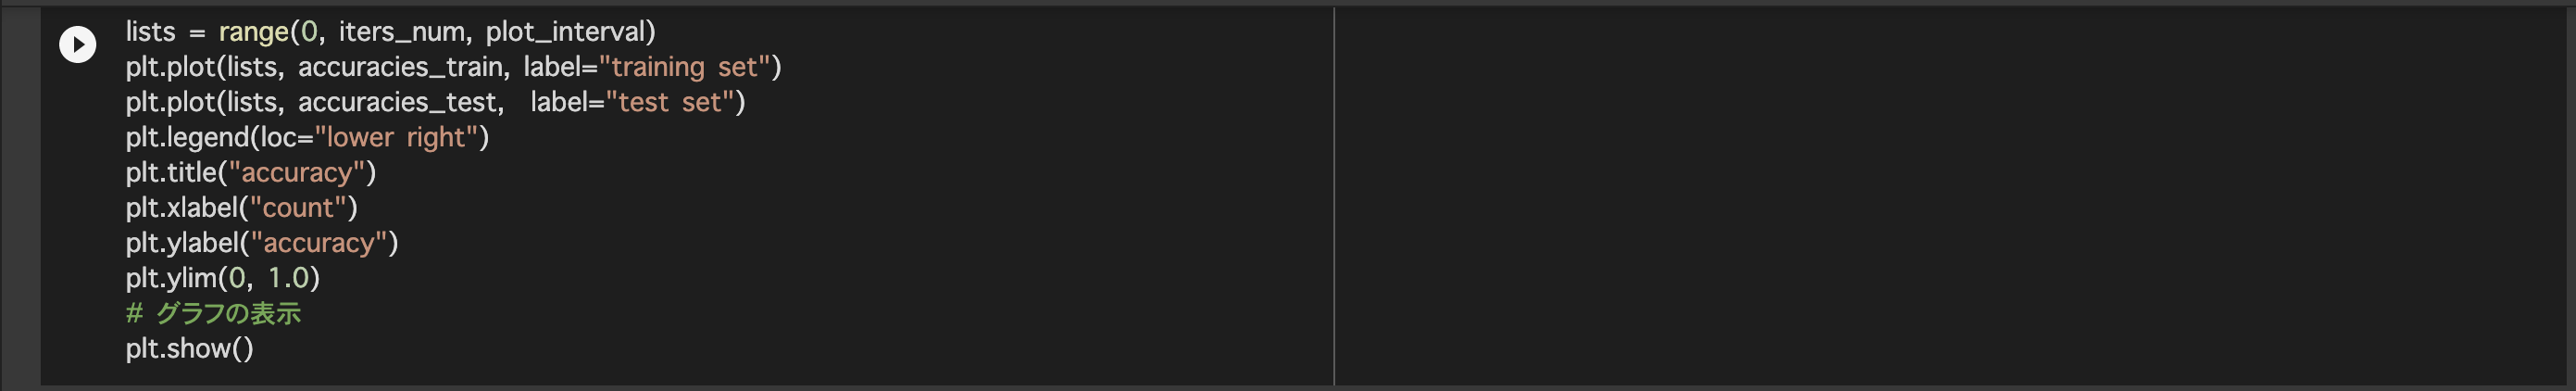 lists = range(0, iters_num, plot_interval)
plt.plot(lists, accuracies_train, label="training set")
plt.plot(lists, accuracies_test,  label="test set")
plt.legend(loc="lower right")
plt.title("accuracy")
plt.xlabel("count")
plt.ylabel("accuracy")
plt.ylim(0, 1.0)
# グラフの表示
plt.show()